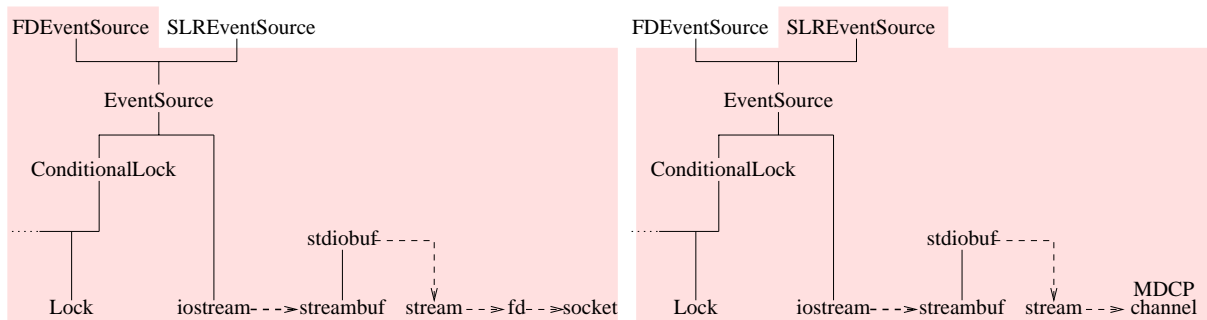 FDEventSource SLREventSource
EventSource
ConditionalLock
stdiobuf
Lock iostream streambuf stream fd socket
FDEventSource SLREventSource
EventSource
ConditionalLock
stdiobuf
MDCP
Lock iostream streambuf stream channel